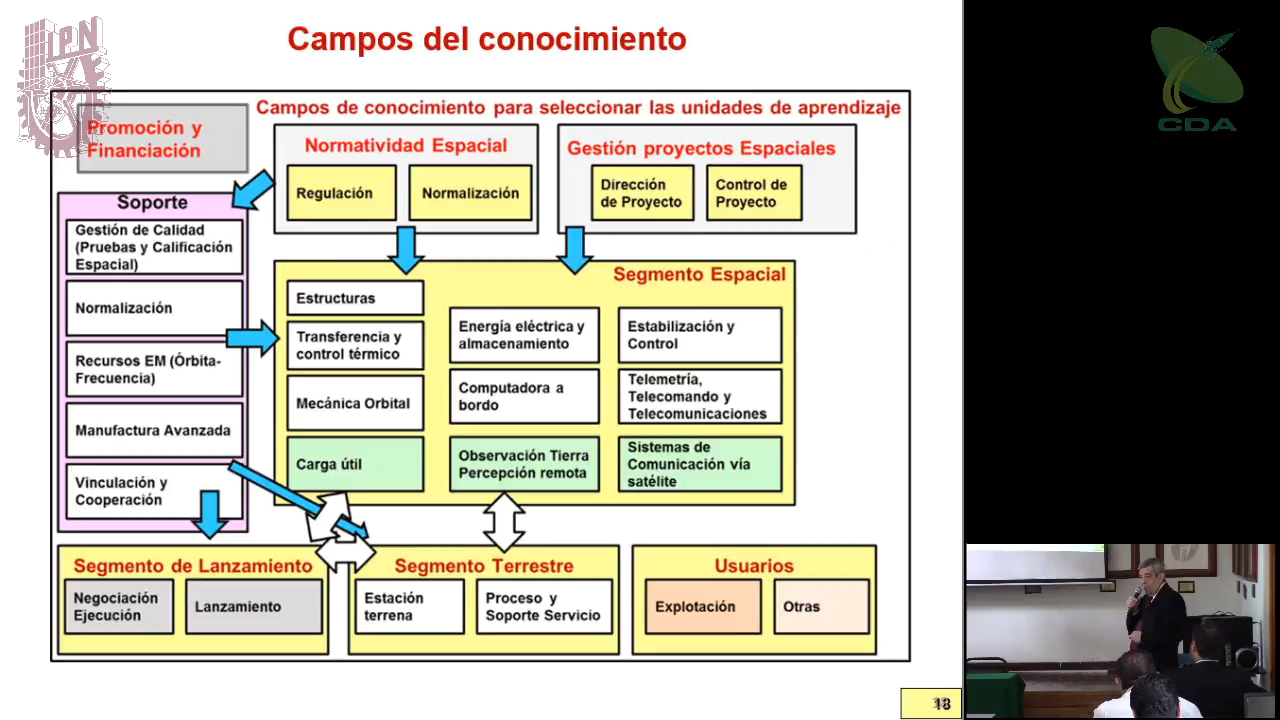 IPN
Campos del conocimiento
CDA
Campos de conocimiento para seleccionar las unidades de aprendizaje
Promoción y
Financiación
Normatividad Espacial
Regulación
Normalización
Gestión proyectos Espaciales
Dirección
de Proyecto
Control de
Proyecto
Soporte
Gestión de Calidad
(Pruebas y Calificación
Espacial)
Normalización
Recursos EM (Órbita-
Frecuencia)
Manufactura Avanzada
Vinculación y
Cooperación
Segmento Espacial
Estructuras
Transferencia y
control térmico
Mecánica Orbital
Carga útil
Energía eléctrica y
almacenamiento
Computadora a
bordo
Observación Tierra
Percepción remota
Estabilización y
Control
Telemetría,
Telecomando y
Telecomunicaciones
Sistemas de
Comunicación vía
satélite
Segmento de Lanzamiento
Negociación
Ejecución
Lanzamiento
Segmento Terrestre
Estación
terrena
Proceso y
Soporte Servicio
Usuarios
Explotación
Otras